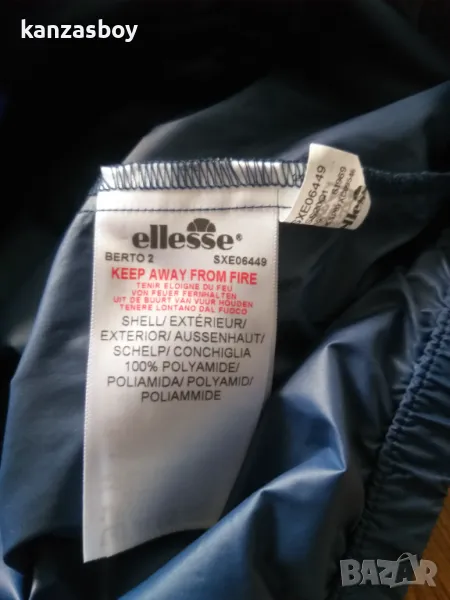 kanzasboy
ellesse®
BERTO 2 SXE06449
KEEP AWAY FROM FIRE
TENIR ELOIGNE DU FEU
VON FEUER FERNHALTEN
UIT DE BUURT VAN VUUR HOUDEN
TENERE LONTANO DAL FUOCO
SHELL/ EXTÉRIEUR/
EXTERIOR/ AUSSENHAUT/
SCHELP/ CONCHIGLIA
100% POLYAMIDE/
POLIAMIDA/ POLYAMID/
POLIAMMIDE
SXE06449
BAZAR